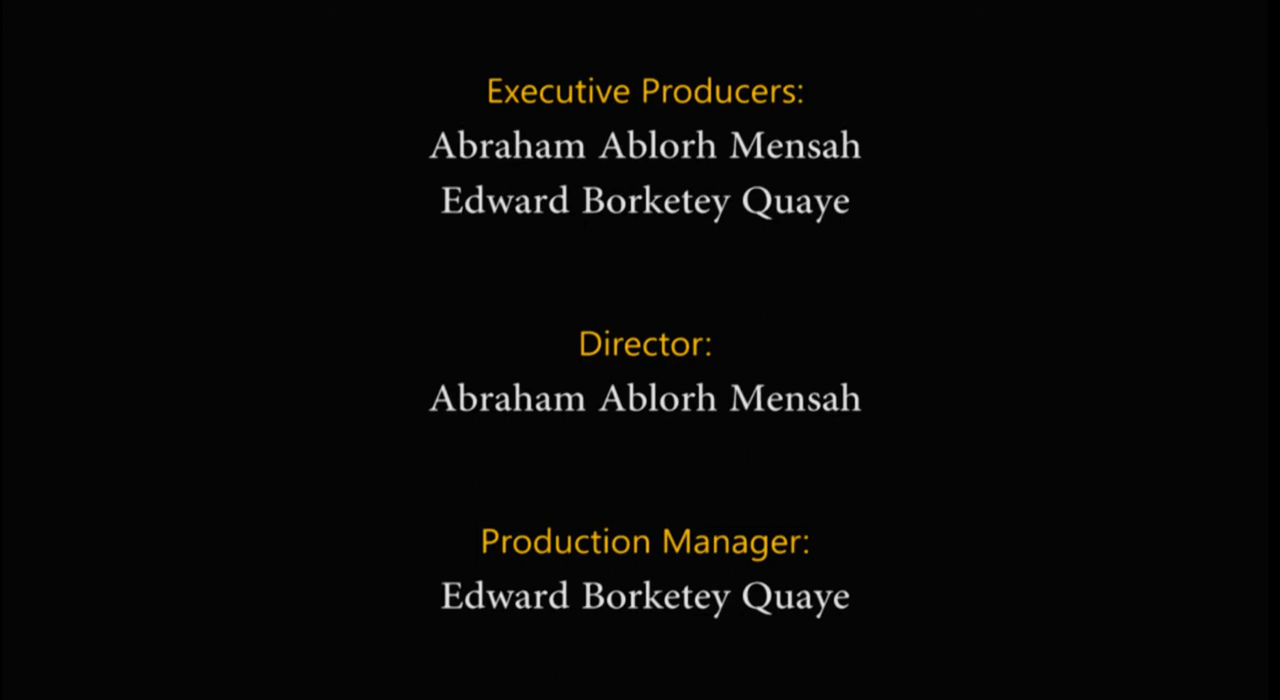 Executive Producers:
Abraham Ablorh Mensah
Edward Borketey Quaye
Director:
Abraham Ablorh Mensah
Production Manager:
Edward Borketey Quaye